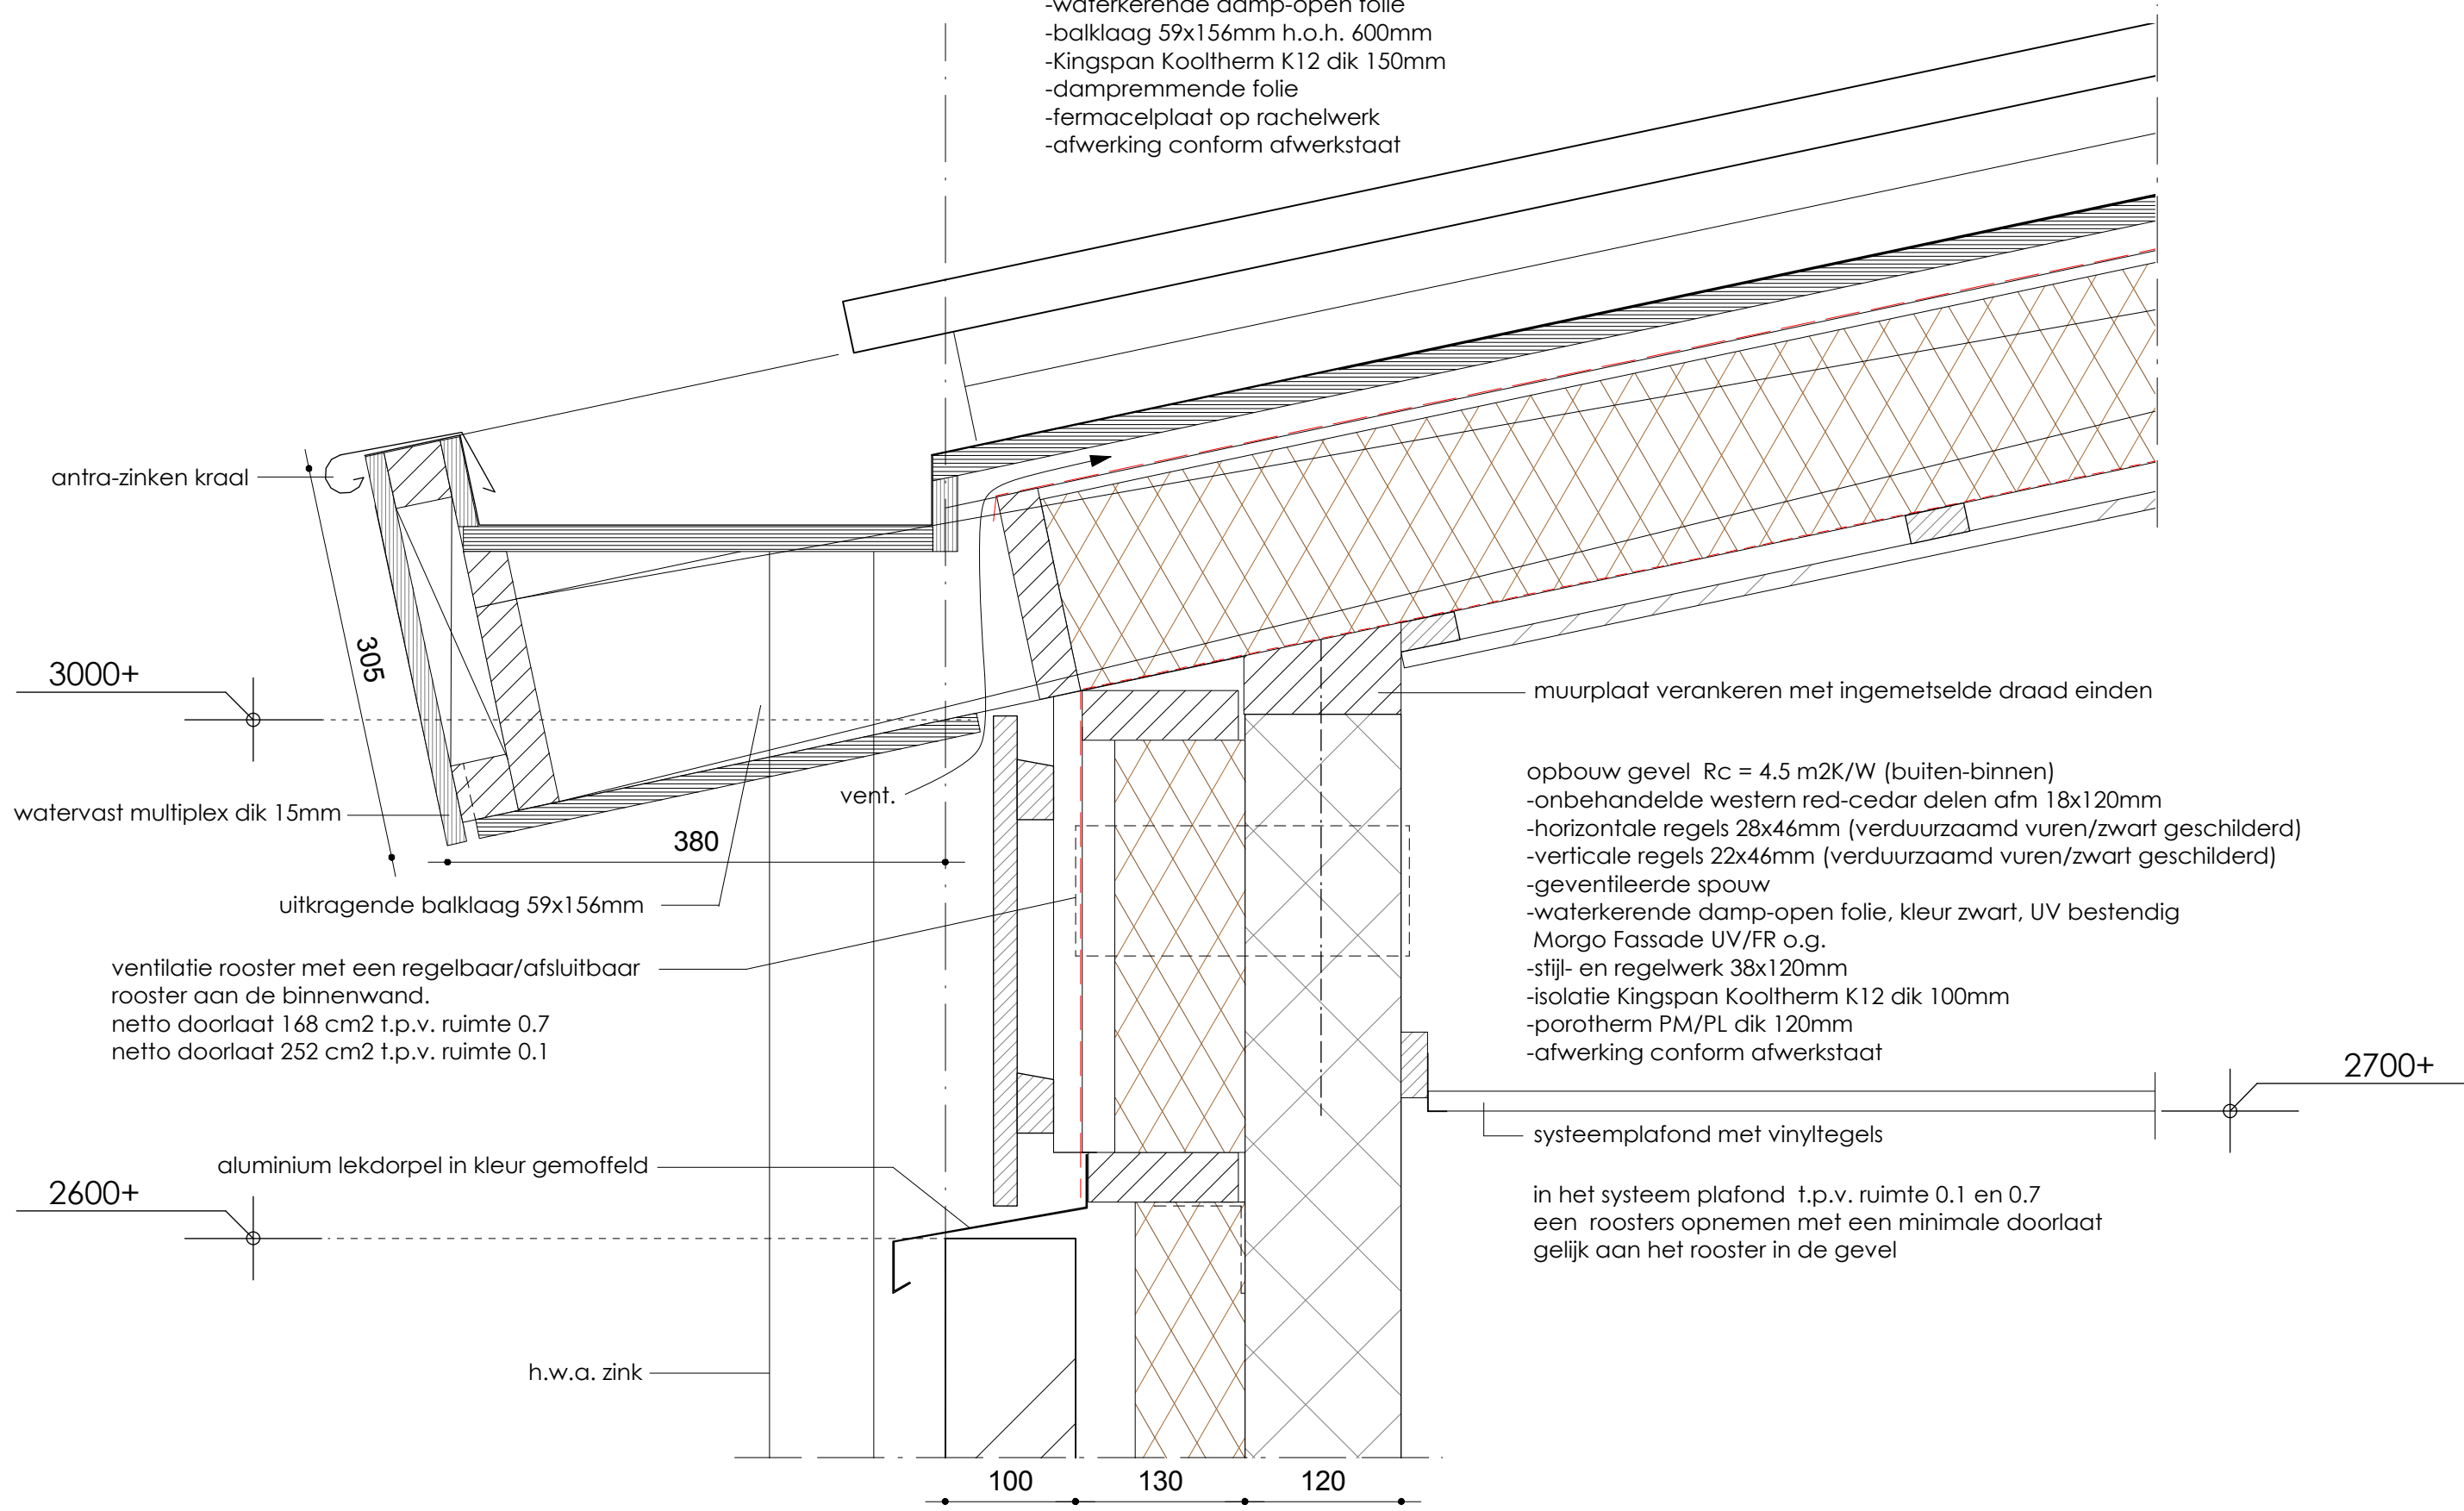 -waterkerende damp-open folie
-balklaag 59x156mm h.o.h. 600mm
-Kingspan Kooltherm K12 dik 150mm
-dampremmende folie
-fermacelplaat op rachelwerk
-afwerking conform afwerkstaat
antra-zinken kraal
305
3000+
muurplaat verankeren met ingemetselde draad einden
watervast multiplex dik 15mm
vent.
380
uitkragende balklaag 59x156mm
opbouw gevel  Rc = 4.5 m2K/W (buiten-binnen)
-onbehandelde western red-cedar delen afm 18x120mm
-horizontale regels 28x46mm (verduurzaamd vuren/zwart geschilderd)
-verticale regels 22x46mm (verduurzaamd vuren/zwart geschilderd)
-geventileerde spouw
-waterkerende damp-open folie, kleur zwart, UV bestendig
Morgo Fassade UV/FR o.g.
-stijl- en regelwerk 38x120mm
-isolatie Kingspan Kooltherm K12 dik 100mm
-porotherm PM/PL dik 120mm
-afwerking conform afwerkstaat
ventilatie rooster met een regelbaar/afsluitbaar
rooster aan de binnenwand.
netto doorlaat 168 cm2 t.p.v. ruimte 0.7
netto doorlaat 252 cm2 t.p.v. ruimte 0.1
2700+
systeemplafond met vinyltegels
aluminium lekdorpel in kleur gemoffeld
2600+
in het systeem plafond  t.p.v. ruimte 0.1 en 0.7
een  roosters opnemen met een minimale doorlaat
gelijk aan het rooster in de gevel
h.w.a. zink
100
130
120